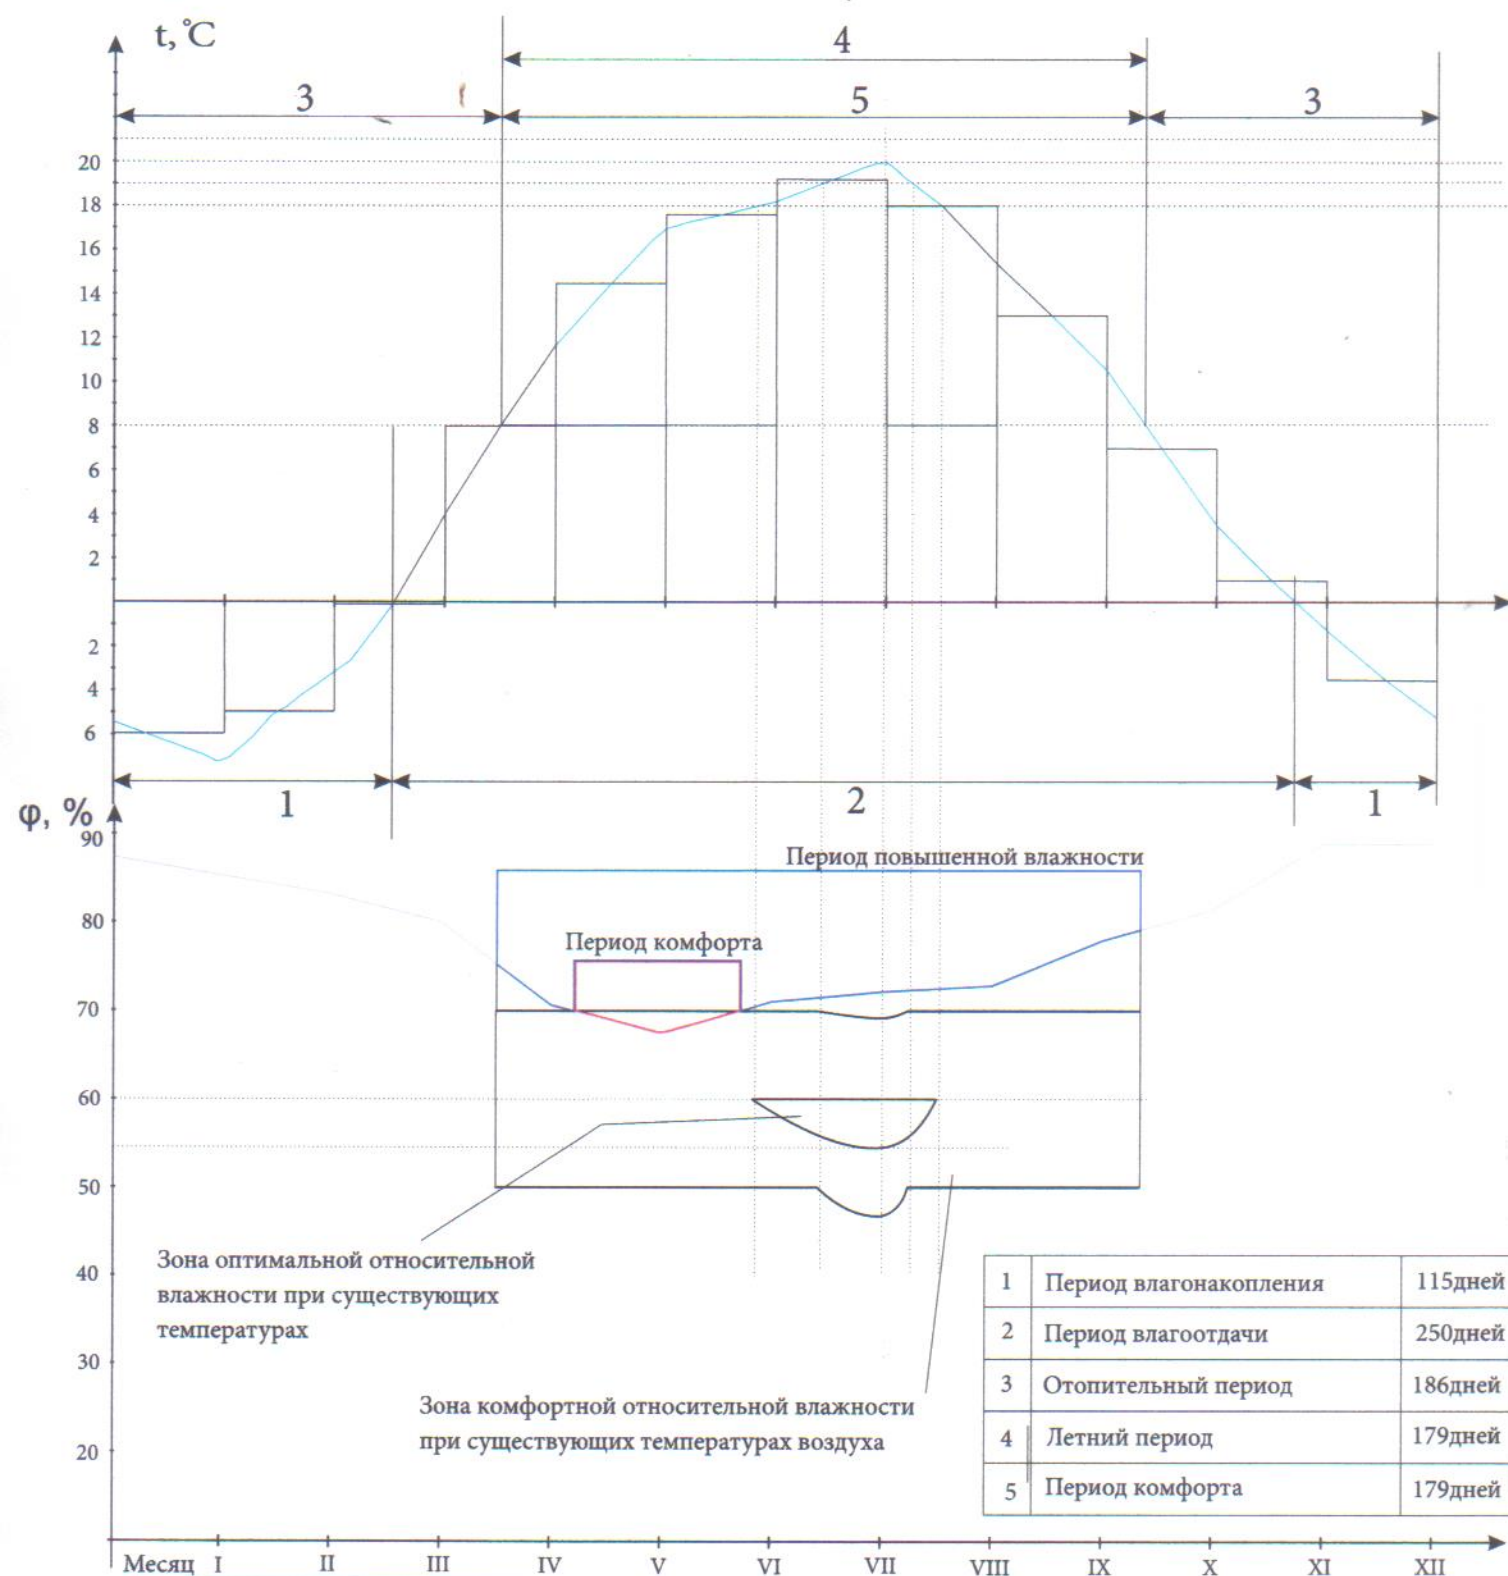 t, °C
4
3
5
3
20
18
16
14
12
10
8
6
4
2
2
4
6
1
2
1
φ, %
90
Период повышенной влажности
80
Период комфорта
70
60
50
Зона оптимальной относительной
влажности при существующих
температурах
40
30
Зона комфортной относительной влажности
при существующих температурах воздуха
20
1 Период влагонакопления 115дней
2 Период влагоотдачи 250дней
3 Отопительный период 186дней
4 Летний период 179дней
5 Период комфорта 179дней
Месяц I II III IV V VI VII VIII IX X XI XII